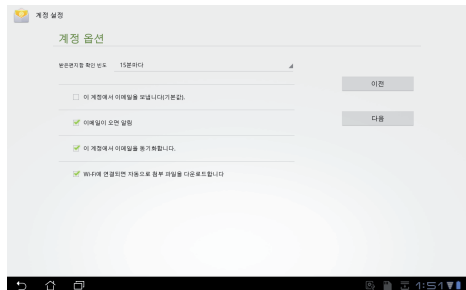 계정 설정
계정 옵션
받은편지함 확인 빈도 15분마다
이전
이 계정에서 이메일을 보냅니다(기본값).
다음
이메일이 오면 알림
이 계정에서 이메일을 동기화합니다.
Wi-Fi에 연결되면 자동으로 첨부 파일을 다운로드합니다
1:51